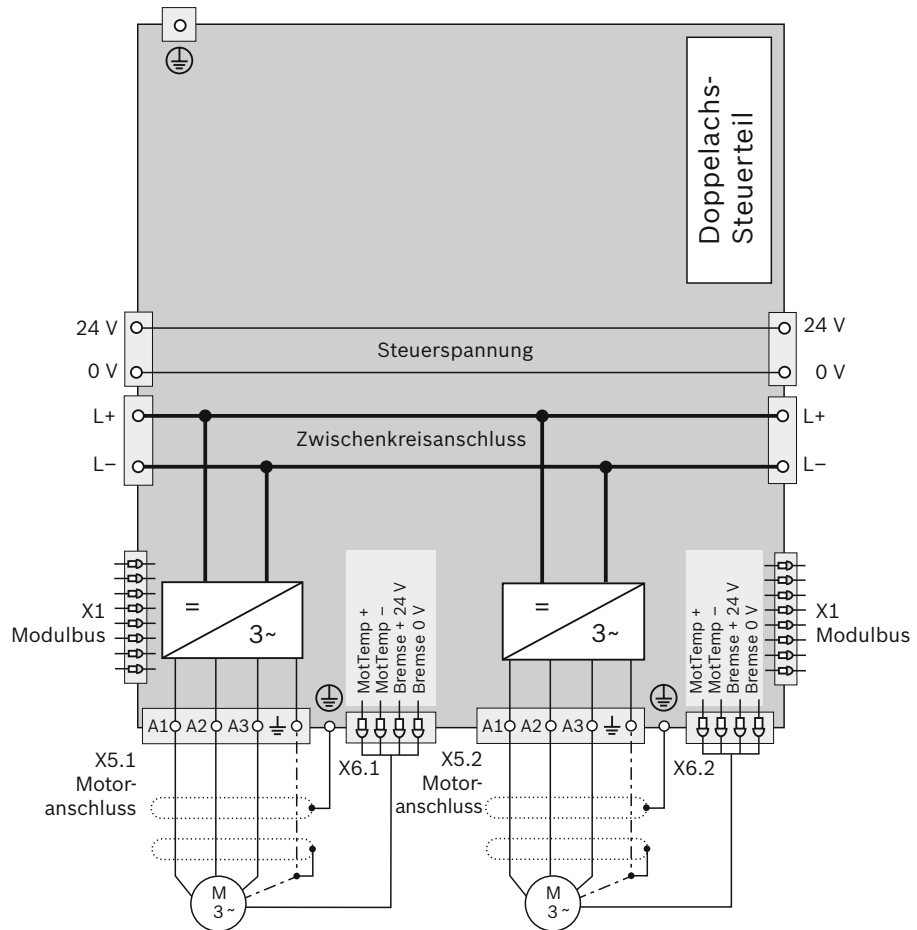 Doppelachs-
Steuerteil
24 V
24 V
Steuerspannung
0 V
0 V
L+
L+
Zwischenkreisanschluss
L−
L−
X1
Modulbus
=
3~
MotTemp +
MotTemp −
Bremse + 24 V
Bremse 0 V
=
3~
MotTemp +
MotTemp −
Bremse + 24 V
Bremse 0 V
X1
Modulbus
A1
A2
A3
A1
A2
A3
X5.1
Motor-
anschluss
X6.1
X5.2
Motor-
anschluss
X6.2
M
3~
M
3~